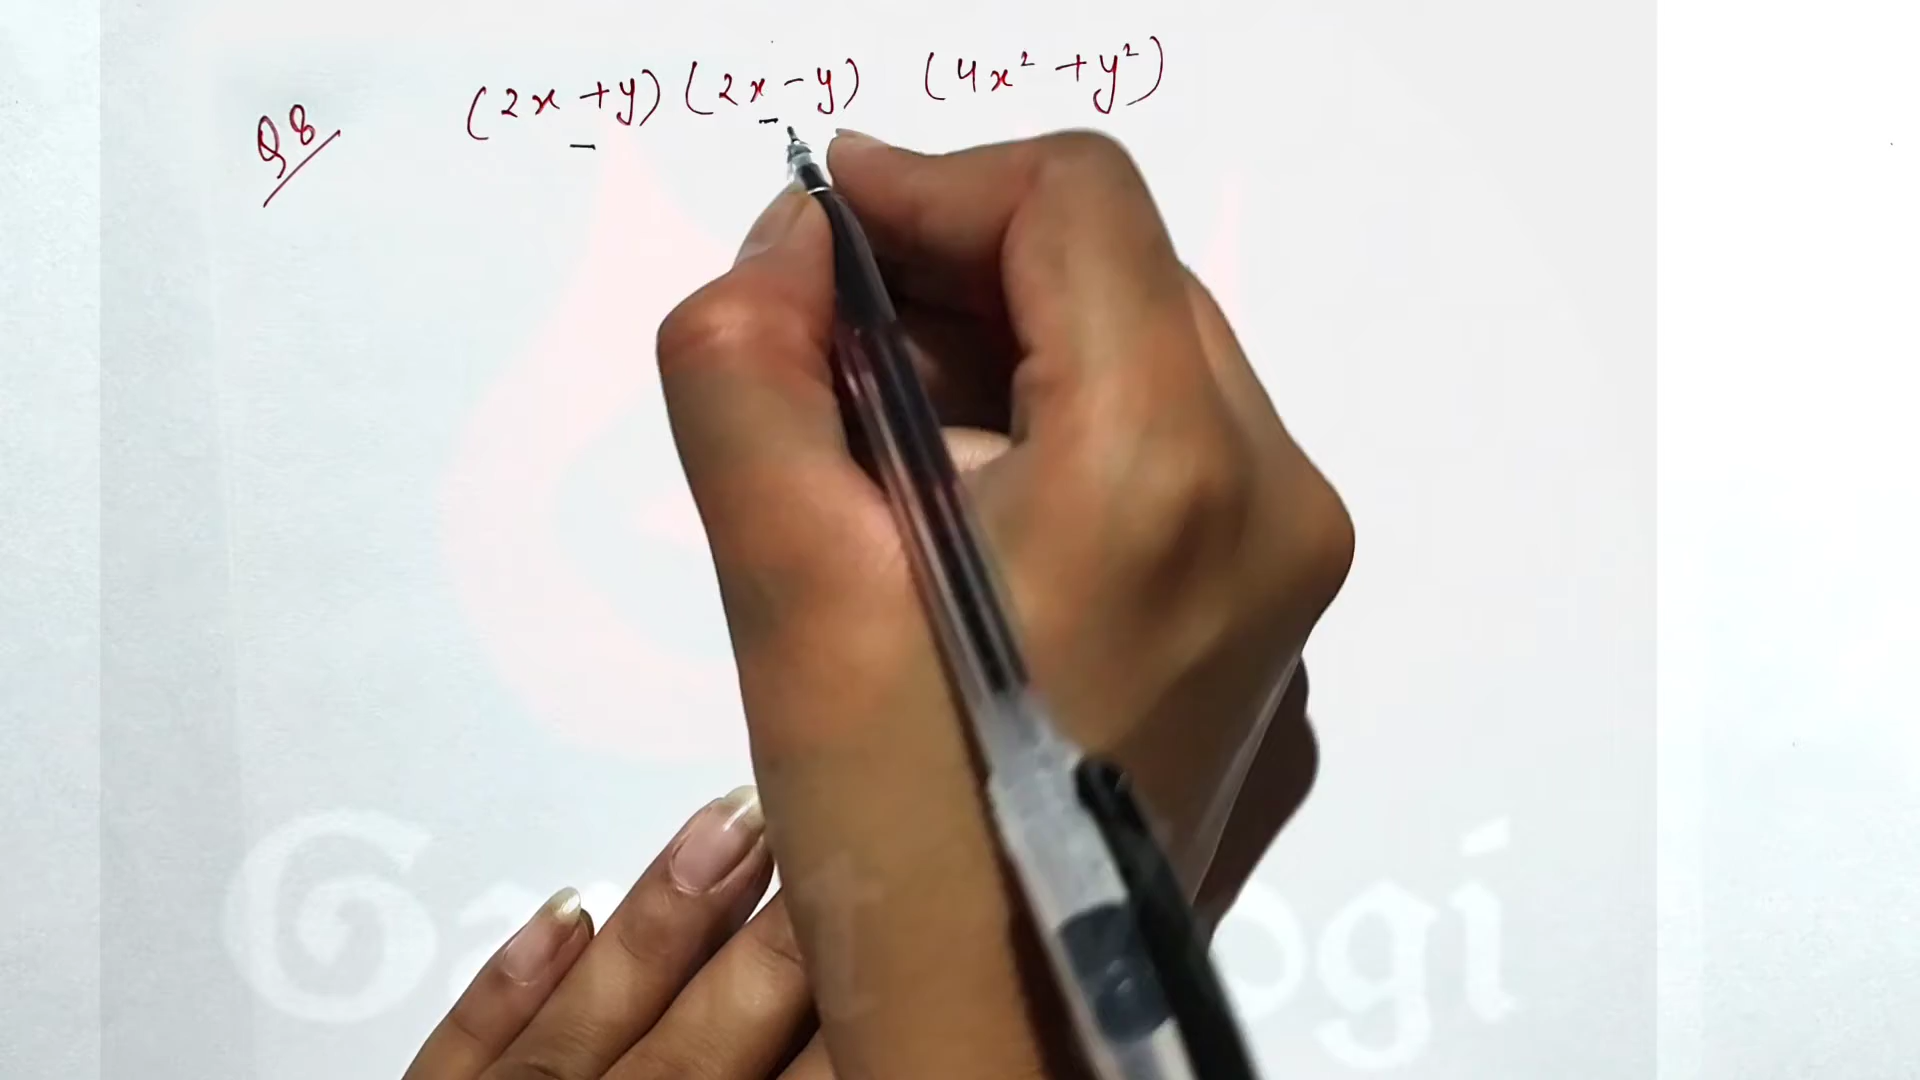 Q8 (2x + y) (2x - y) (4x² + y²)